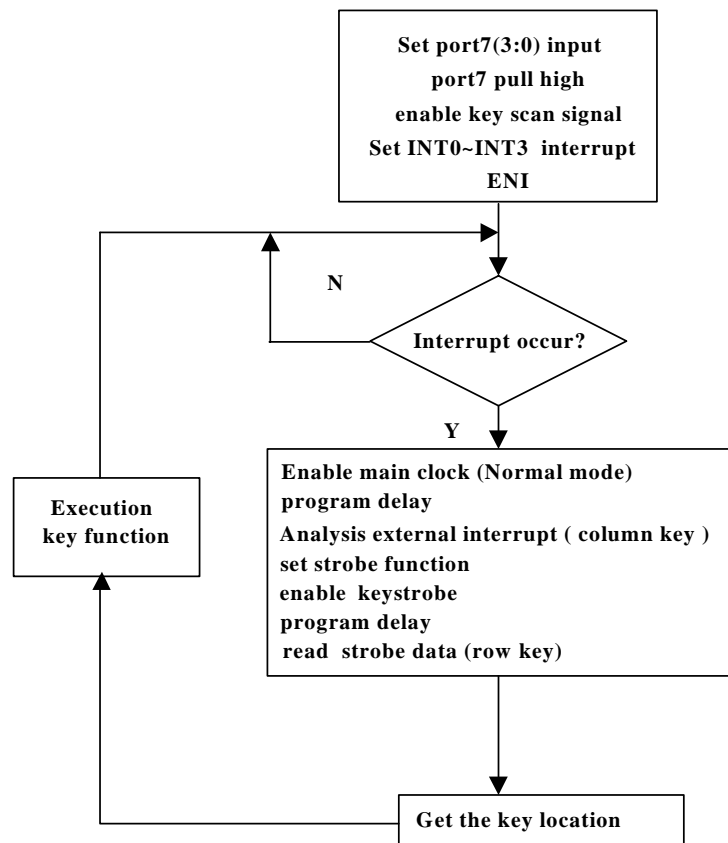 Set port7(3:0) input
port7 pull high
enable key scan signal
Set INT0~INT3 interrupt
ENI
N
Interrupt occur?
Y
Enable main clock (Normal mode)
program delay
Analysis external interrupt ( column key )
set strobe function
enable keystrobe
program delay
read strobe data (row key)
Execution
key function
Get the key location